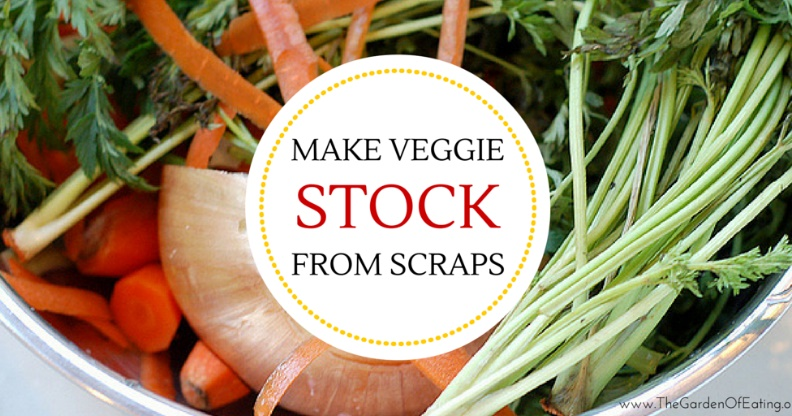 MAKE VEGGIE
STOCK
FROM SCRAPS
www.TheGardenOfEating.o